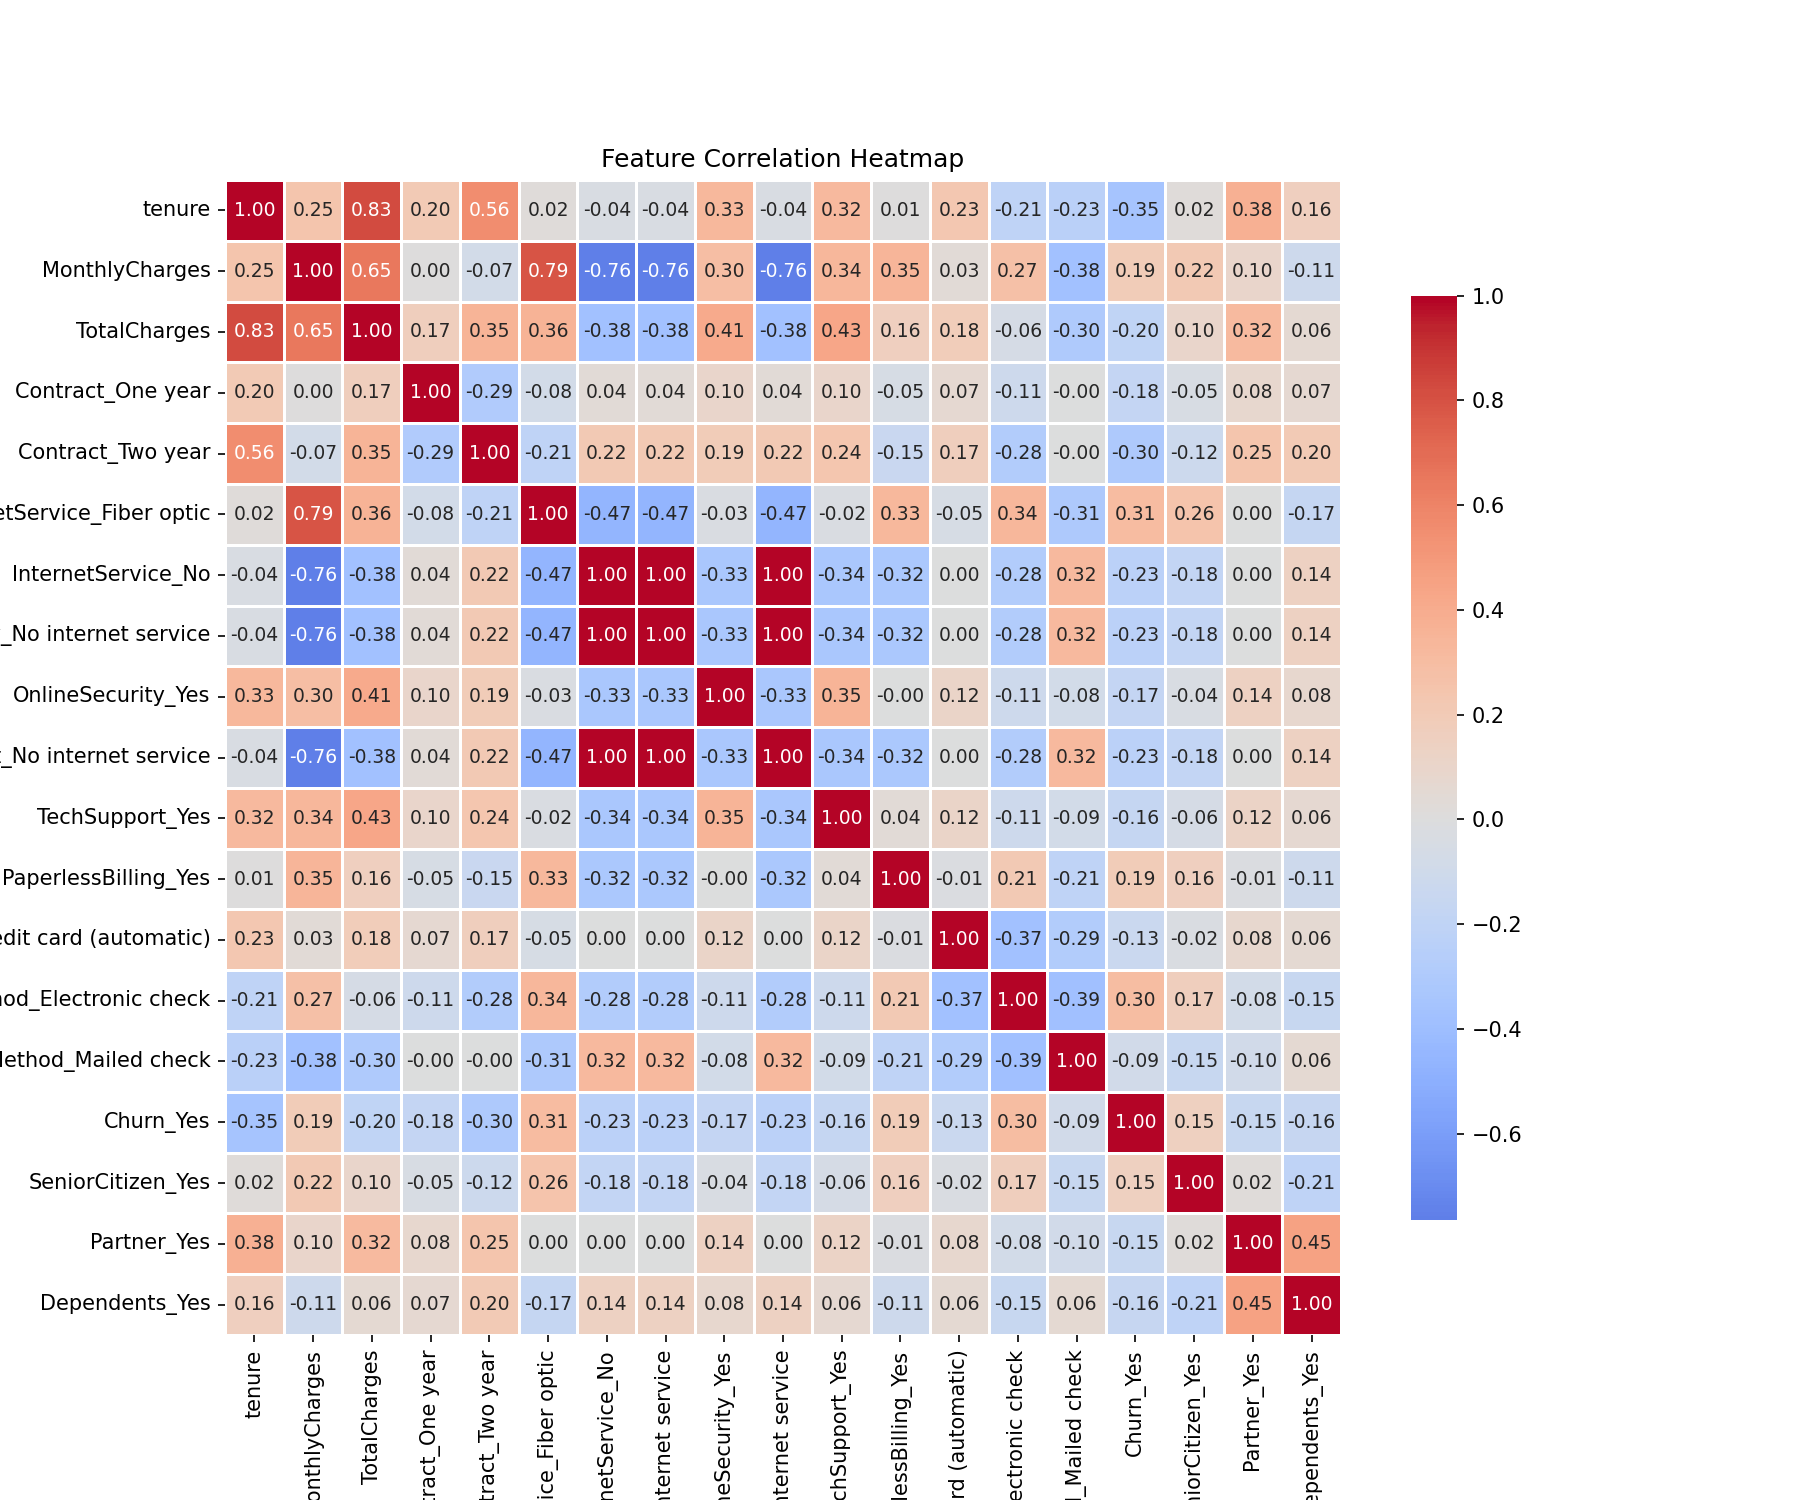 Feature Correlation Heatmap
tenure 1.00 0.25 0.83 0.20 0.56 0.02 -0.04 -0.04 0.33 -0.04 0.32 0.01 0.23 -0.21 -0.23 -0.35 0.02 0.38 0.16
MonthlyCharges 0.25 1.00 0.65 0.00 -0.07 0.79 -0.76 -0.76 0.30 -0.76 0.34 0.35 0.03 0.27 -0.38 0.19 0.22 0.10 -0.11
TotalCharges 0.83 0.65 1.00 0.17 0.35 0.36 -0.38 -0.38 0.41 -0.38 0.43 0.16 0.18 -0.06 -0.30 -0.20 0.10 0.32 0.06
Contract_One year 0.20 0.00 0.17 1.00 -0.29 -0.08 0.04 0.04 0.10 0.04 0.10 -0.05 0.07 -0.11 -0.00 -0.18 -0.05 0.08 0.07
Contract_Two year 0.56 -0.07 0.35 -0.29 1.00 -0.21 0.22 0.22 0.19 0.22 0.24 -0.15 0.17 -0.28 -0.00 -0.30 -0.12 0.25 0.20
etService_Fiber optic 0.02 0.79 0.36 -0.08 -0.21 1.00 -0.47 -0.47 -0.03 -0.47 -0.02 0.33 -0.05 0.34 -0.31 0.31 0.26 0.00 -0.17
InternetService_No -0.04 -0.76 -0.38 0.04 0.22 -0.47 1.00 1.00 -0.33 1.00 -0.34 -0.32 0.00 -0.28 0.32 -0.23 -0.18 0.00 0.14
_No internet service -0.04 -0.76 -0.38 0.04 0.22 -0.47 1.00 1.00 -0.33 1.00 -0.34 -0.32 0.00 -0.28 0.32 -0.23 -0.18 0.00 0.14
OnlineSecurity_Yes 0.33 0.30 0.41 0.10 0.19 -0.03 -0.33 -0.33 1.00 -0.33 0.35 -0.00 0.12 -0.11 -0.08 -0.17 -0.04 0.14 0.08
_No internet service -0.04 -0.76 -0.38 0.04 0.22 -0.47 1.00 1.00 -0.33 1.00 -0.34 -0.32 0.00 -0.28 0.32 -0.23 -0.18 0.00 0.14
TechSupport_Yes 0.32 0.34 0.43 0.10 0.24 -0.02 -0.34 -0.34 0.35 -0.34 1.00 0.04 0.12 -0.11 -0.09 -0.16 -0.06 0.12 0.06
PaperlessBilling_Yes 0.01 0.35 0.16 -0.05 -0.15 0.33 -0.32 -0.32 -0.00 -0.32 0.04 1.00 -0.01 0.21 -0.21 0.19 0.16 -0.01 -0.11
edit card (automatic) 0.23 0.03 0.18 0.07 0.17 -0.05 0.00 0.00 0.12 0.00 0.12 -0.01 1.00 -0.37 -0.29 -0.13 -0.02 0.08 0.06
hod_Electronic check -0.21 0.27 -0.06 -0.11 -0.28 0.34 -0.28 -0.28 -0.11 -0.28 -0.11 0.21 -0.37 1.00 -0.39 0.30 0.17 -0.08 -0.15
ethod_Mailed check -0.23 -0.38 -0.30 -0.00 -0.00 -0.31 0.32 0.32 -0.08 0.32 -0.09 -0.21 -0.29 -0.39 1.00 -0.09 -0.15 -0.10 0.06
Churn_Yes -0.35 0.19 -0.20 -0.18 -0.30 0.31 -0.23 -0.23 -0.17 -0.23 -0.16 0.19 -0.13 0.30 -0.09 1.00 0.15 -0.15 -0.16
SeniorCitizen_Yes 0.02 0.22 0.10 -0.05 -0.12 0.26 -0.18 -0.18 -0.04 -0.18 -0.06 0.16 -0.02 0.17 -0.15 0.15 1.00 0.02 -0.21
Partner_Yes 0.38 0.10 0.32 0.08 0.25 0.00 0.00 0.00 0.14 0.00 0.12 -0.01 0.08 -0.08 -0.10 -0.15 0.02 1.00 0.45
Dependents_Yes 0.16 -0.11 0.06 0.07 0.20 -0.17 0.14 0.14 0.08 0.14 0.06 -0.11 0.06 -0.15 0.06 -0.16 -0.21 0.45 1.00
tenure
onthlyCharges
TotalCharges
tract_One year
tract_Two year
ice_Fiber optic
netService_No
nternet service
neSecurity_Yes
nternet service
chSupport_Yes
lessBilling_Yes
rd (automatic)
ectronic check
_Mailed check
Churn_Yes
niorCitizen_Yes
Partner_Yes
ependents_Yes
1.0
0.8
0.6
0.4
0.2
0.0
−0.2
−0.4
−0.6